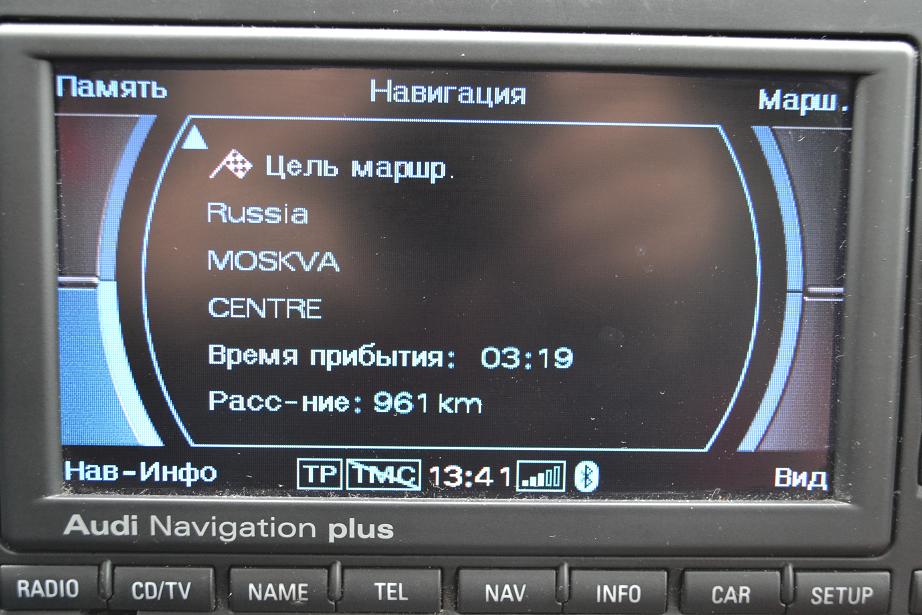 Память Навигация Марш.
Цель маршр.
Russia
MOSKVA
CENTRE
Время прибытия: 03:19
Расс-ние: 961 km
Нав-Инфо TP TMC 13:41 Вид
Audi Navigation plus
RADIO CD/TV NAME TEL NAV INFO CAR SETUP